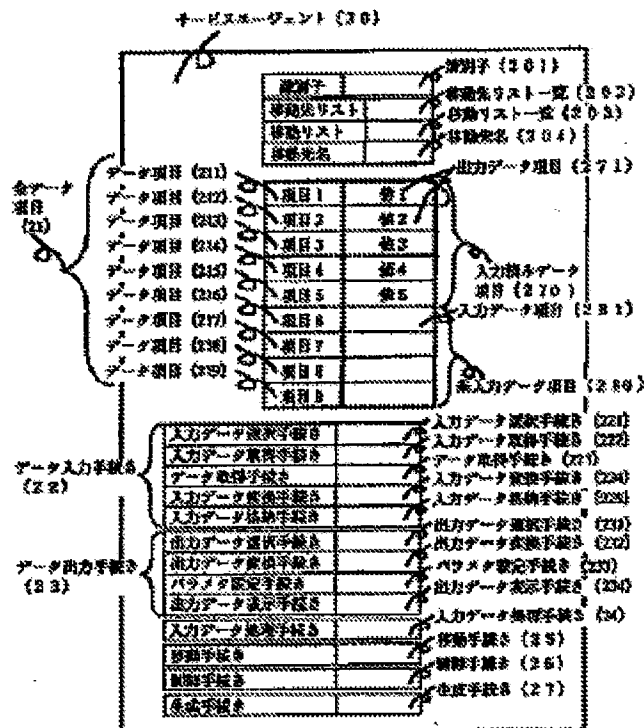 サービスエージェント (20)
識別子 (201)
識別子
移動先リスト一覧 (202)
移動先リスト
移動リスト一覧 (203)
移動リスト
移動先名 (204)
移動先名
出力データ項目 (271)
全データ
項目
(21)
データ項目 (211)
項目1 値1
データ項目 (212)
項目2 値2
データ項目 (213)
項目3 値3
データ項目 (214)
項目4 値4
データ項目 (215)
項目5 値5
データ項目 (216)
項目6
データ項目 (217)
項目7
データ項目 (218)
項目8
データ項目 (219)
項目9
入力済みデータ
項目 (270)
入力データ項目 (281)
未入力データ項目 (280)
データ入力手続き
(22)
入力データ選択手続き
入力データ選択手続き (221)
入力データ取得手続き
入力データ取得手続き (222)
データ取得手続き
データ取得手続き (223)
入力データ変換手続き
入力データ変換手続き (224)
入力データ格納手続き
入力データ格納手続き (225)
データ出力手続き
(23)
出力データ選択手続き
出力データ選択手続き (231)
出力データ変換手続き
出力データ変換手続き (232)
パラメタ設定手続き
パラメタ設定手続き (233)
出力データ表示手続き
出力データ表示手続き (234)
入力データ処理手続き
入力データ処理手続き (24)
移動手続き
移動手続き (25)
制御手続き
制御手続き (26)
生成手続き
生成手続き (27)